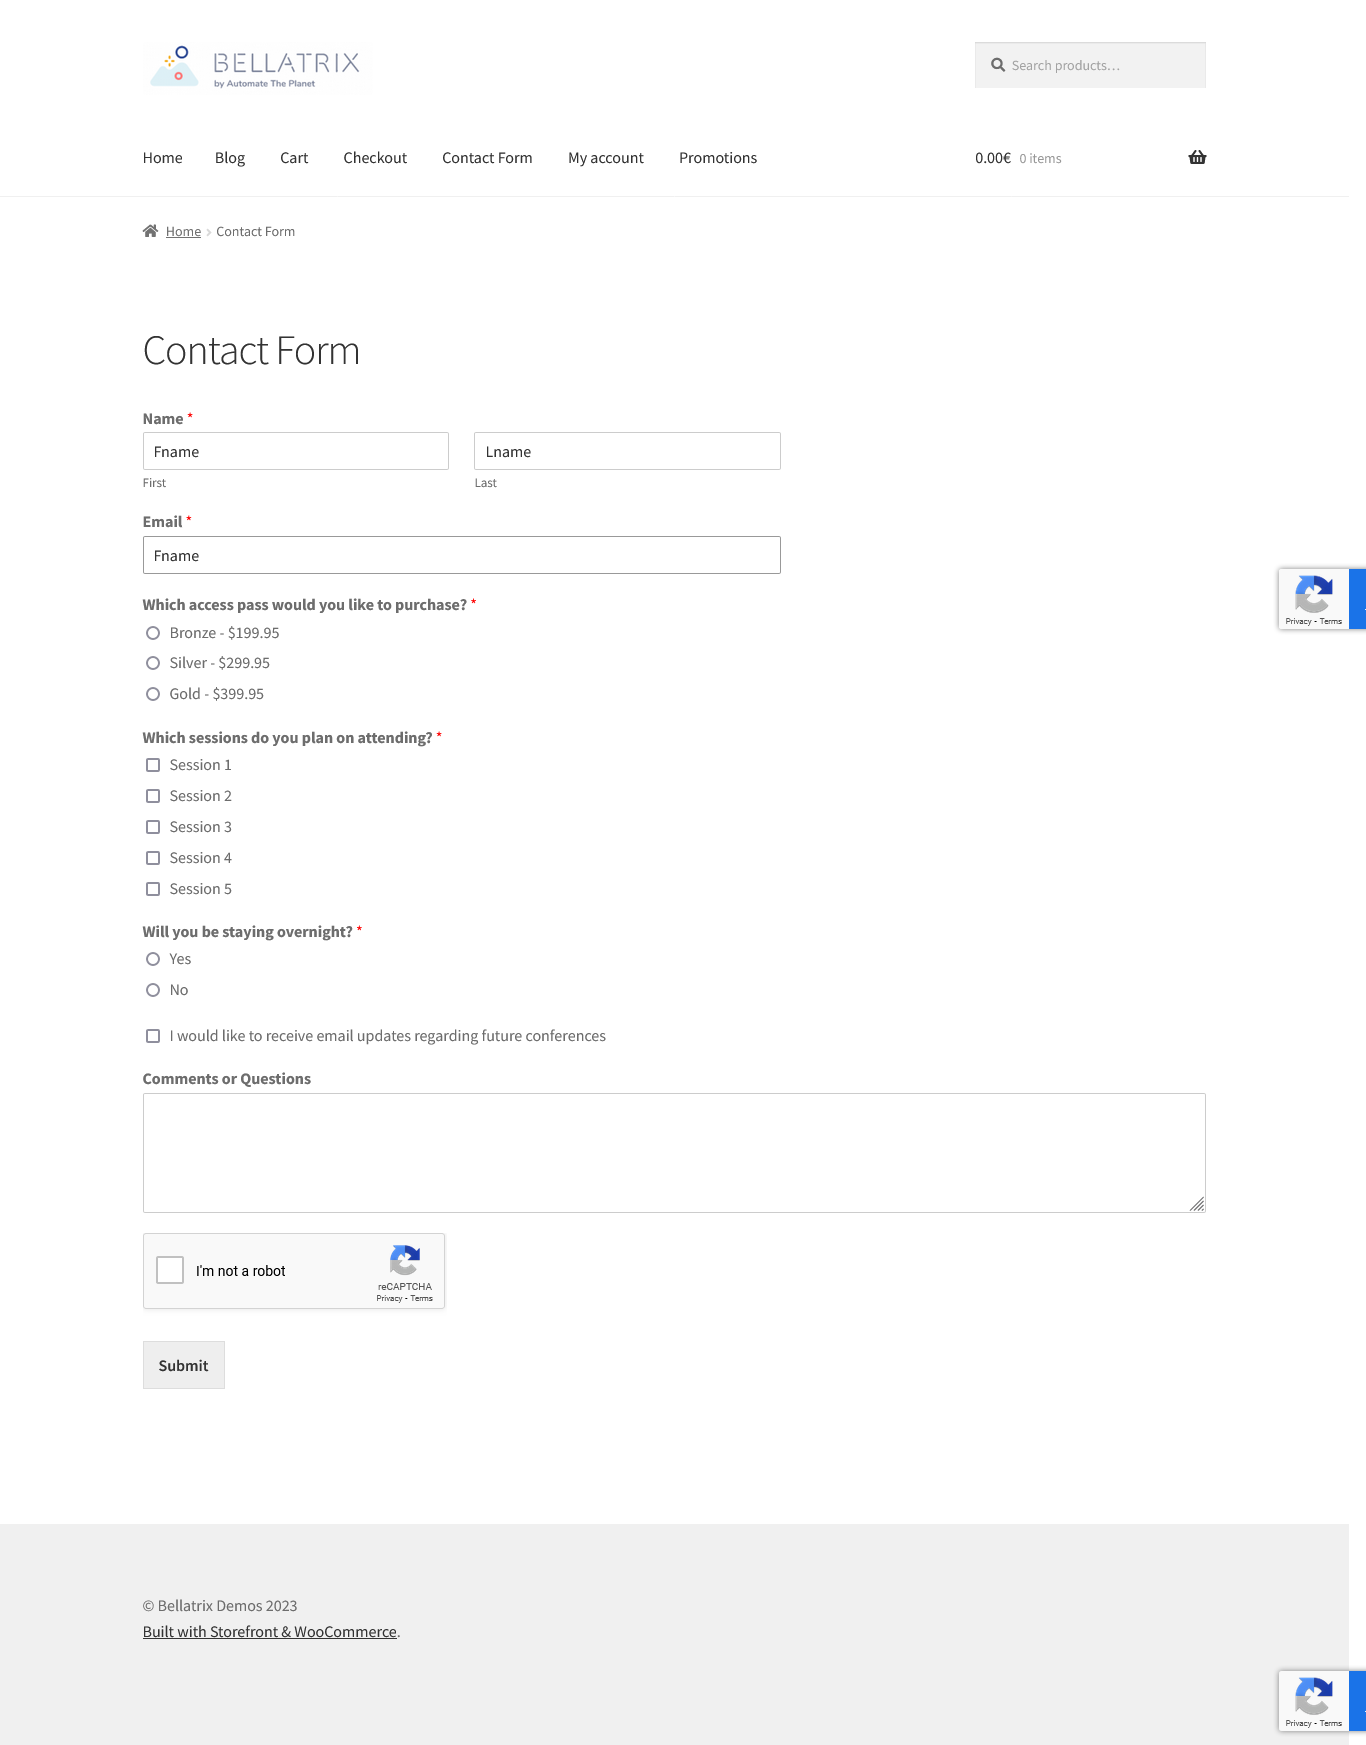 BELLATRIX
by Automate The Planet
Search products…
Home Blog Cart Checkout Contact Form My account Promotions 0.00€ 0 items
Home Contact Form
Contact Form
Name *
Fname Lname
First Last
Email *
Fname
Which access pass would you like to purchase? *
Bronze - $199.95
Silver - $299.95
Gold - $399.95
Privacy - Terms
Which sessions do you plan on attending? *
Session 1
Session 2
Session 3
Session 4
Session 5
Will you be staying overnight? *
Yes
No
I would like to receive email updates regarding future conferences
Comments or Questions
I'm not a robot
reCAPTCHA
Privacy - Terms
Submit
© Bellatrix Demos 2023
Built with Storefront & WooCommerce.
Privacy - Terms